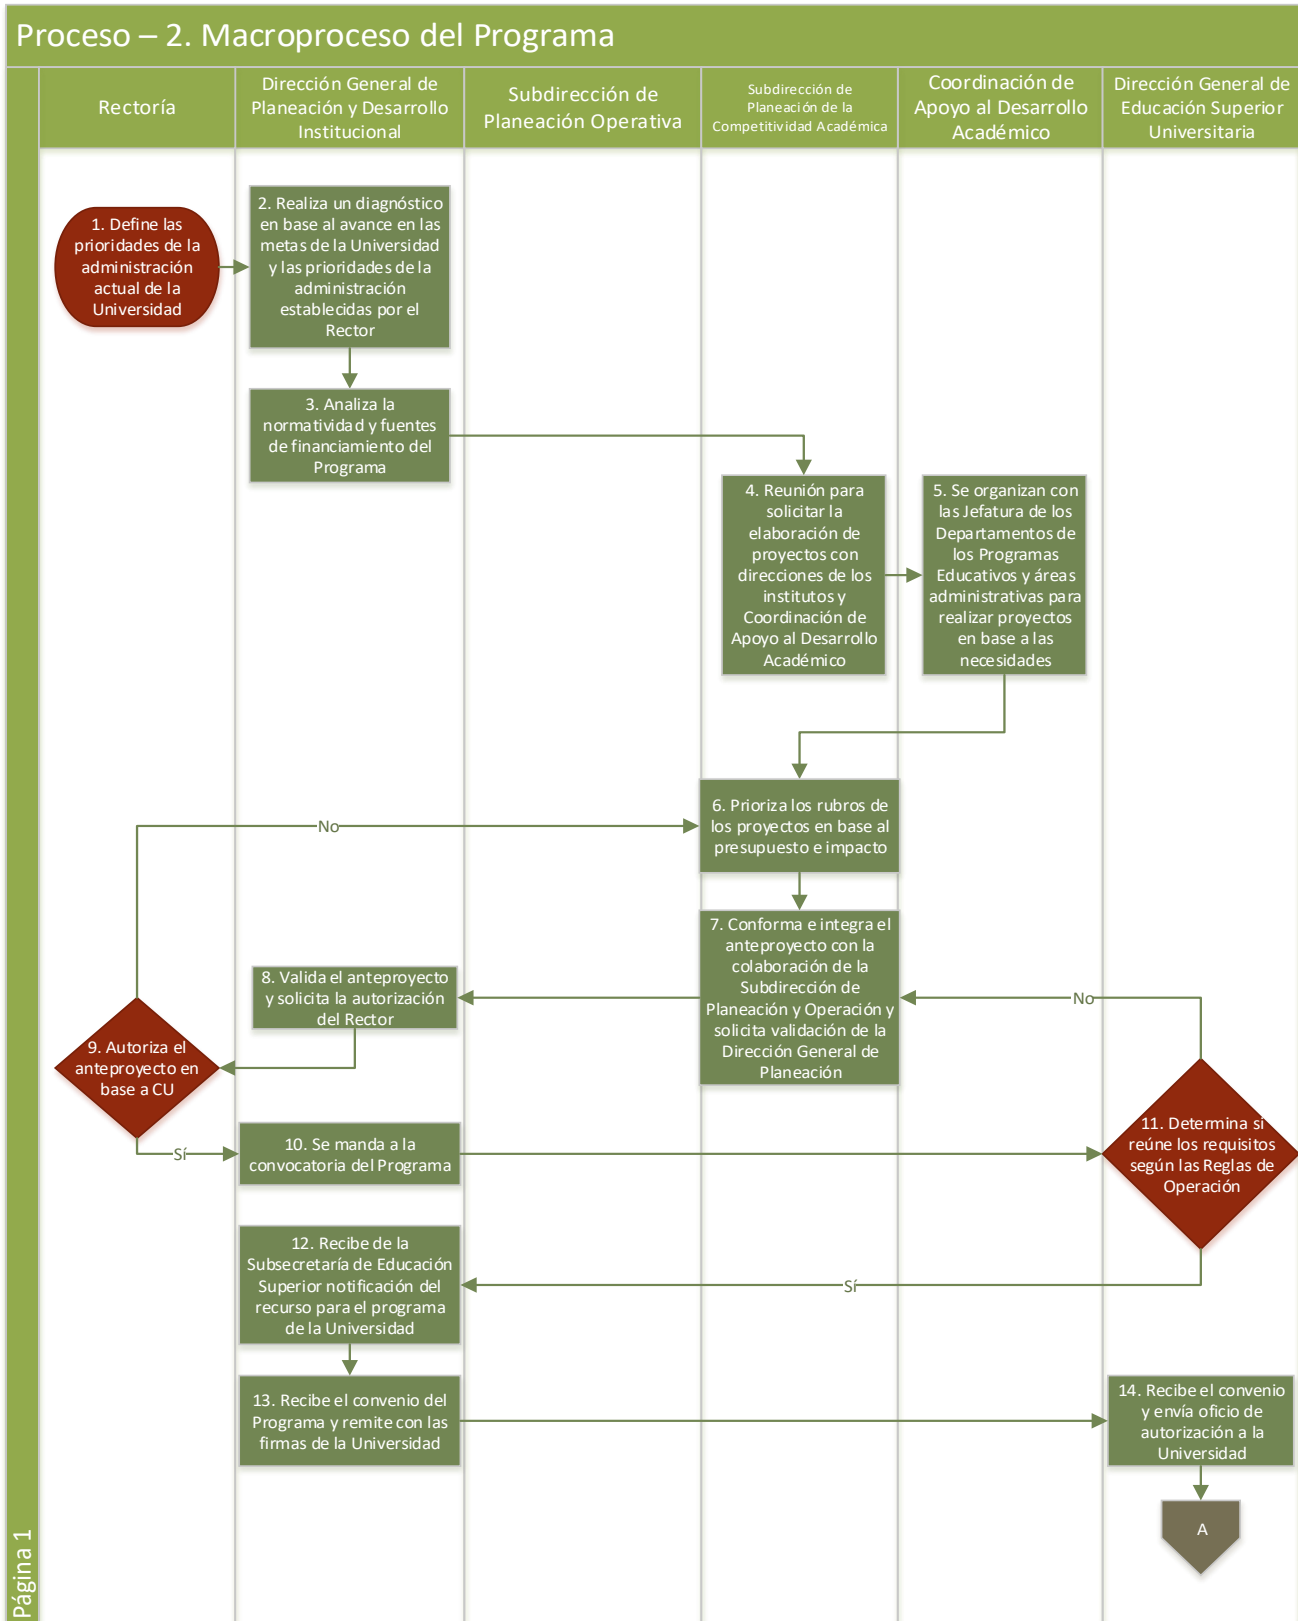 Proceso – 2. Macroproceso del Programa
Rectoría
Dirección General de
Planeación y Desarrollo
Institucional
Subdirección de
Planeación Operativa
Subdirección de
Planeación de la
Competitividad Académica
Coordinación de
Apoyo al Desarrollo
Académico
Dirección General de
Educación Superior
Universitaria
1. Define las
prioridades de la
administración
actual de la
Universidad
2. Realiza un diagnóstico
en base al avance en las
metas de la Universidad
y las prioridades de la
administración
establecidas por el
Rector
3. Analiza la
normatividad y fuentes
de financiamiento del
Programa
4. Reunión para
solicitar la
elaboración de
proyectos con
direcciones de los
institutos y
Coordinación de
Apoyo al Desarrollo
Académico
5. Se organizan con
las Jefatura de los
Departamentos de
los Programas
Educativos y áreas
administrativas para
realizar proyectos
en base a las
necesidades
6. Prioriza los rubros de
los proyectos en base al
presupuesto e impacto
No
7. Conforma e integra el
anteproyecto con la
colaboración de la
Subdirección de
Planeación y Operación y
solicita validación de la
Dirección General de
Planeación
8. Valida el anteproyecto
y solicita la autorización
del Rector
No
9. Autoriza el
anteproyecto en
base a CU
Sí
10. Se manda a la
convocatoria del Programa
11. Determina si
reúne los requisitos
según las Reglas de
Operación
12. Recibe de la
Subsecretaría de Educación
Superior notificación del
recurso para el programa
de la Universidad
Sí
13. Recibe el convenio del
Programa y remite con las
firmas de la Universidad
14. Recibe el convenio
y envía oficio de
autorización a la
Universidad
A
Página 1